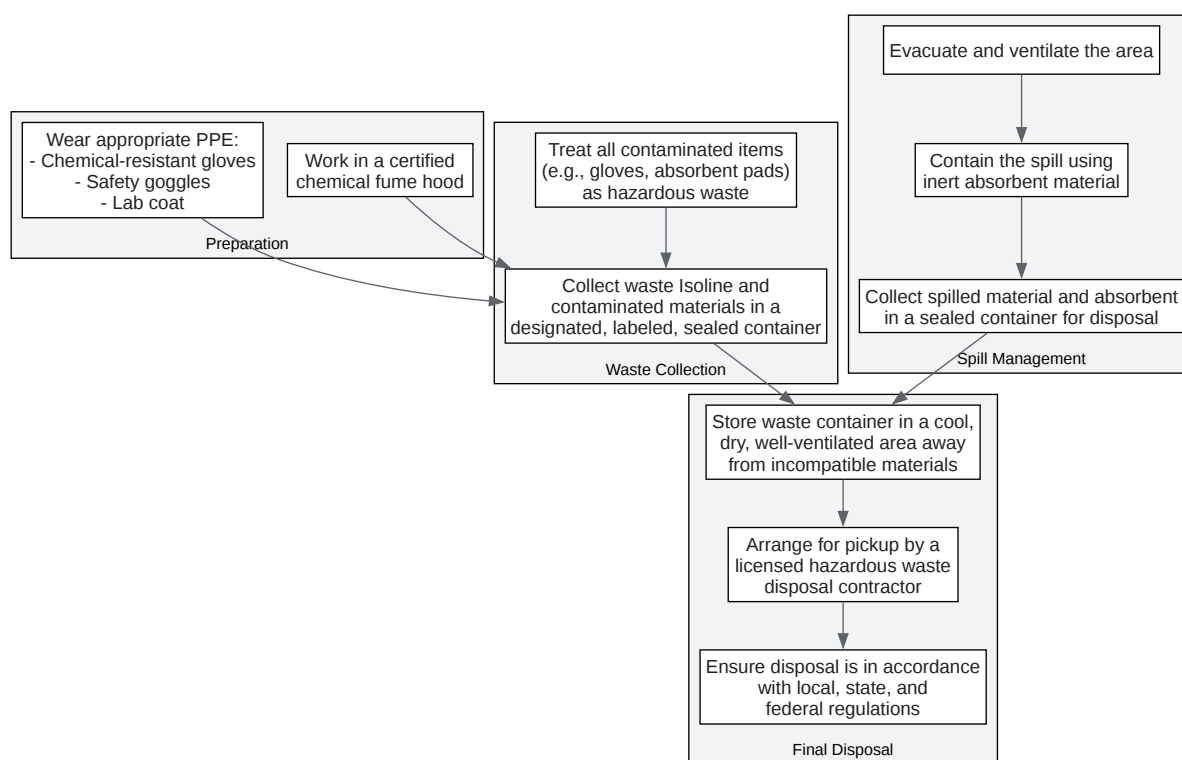 Wear appropriate PPE:
- Chemical-resistant gloves
- Safety goggles
- Lab coat
Work in a certified
chemical fume hood
Preparation
Treat all contaminated items
(e.g., gloves, absorbent pads)
as hazardous waste
Collect waste Isoline and
contaminated materials in a
designated, labeled, sealed container
Waste Collection
Evacuate and ventilate the area
Contain the spill using
inert absorbent material
Collect spilled material and absorbent
in a sealed container for disposal
Spill Management
Store waste container in a cool,
dry, well-ventilated area away
from incompatible materials
Arrange for pickup by a
licensed hazardous waste
disposal contractor
Ensure disposal is in accordance
with local, state, and
federal regulations
Final Disposal